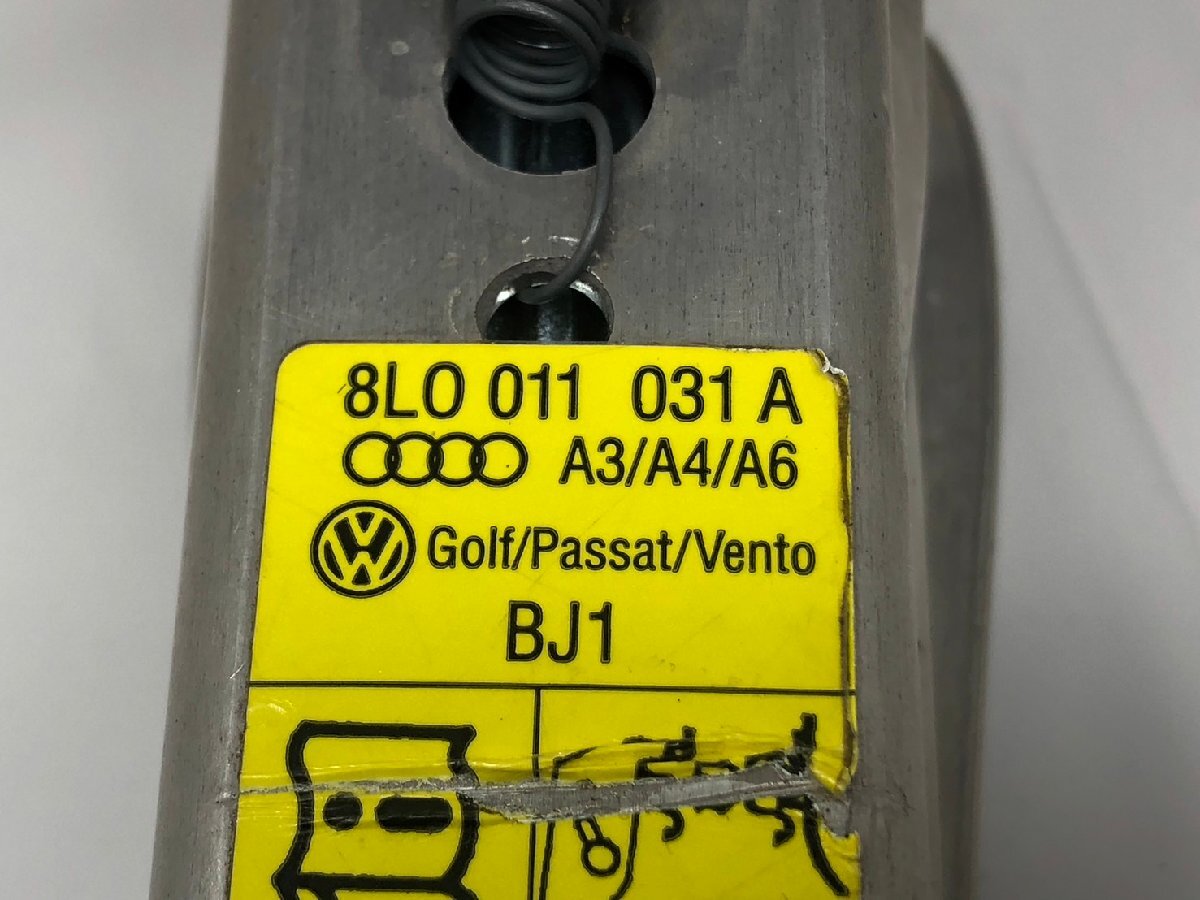 8L0 011 031 A
A3/A4/A6
Golf/Passat/Vento
BJ1